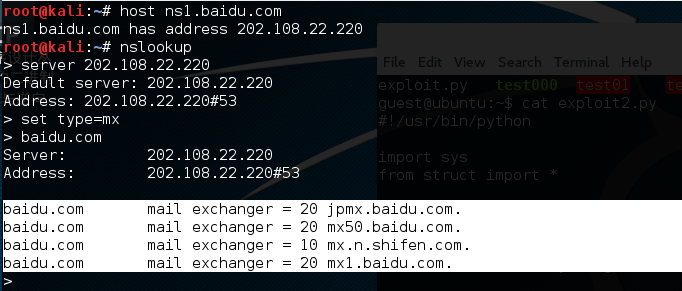 root@kali:~# host ns1.baidu.com
ns1.baidu.com has address 202.108.22.220
root@kali:~# nslookup
> server 202.108.22.220
Default server: 202.108.22.220
Address: 202.108.22.220#53
> set type=mx
> baidu.com
Server:         202.108.22.220
Address:        202.108.22.220#53
baidu.com       mail exchanger = 20 jpmx.baidu.com.
baidu.com       mail exchanger = 20 mx50.baidu.com.
baidu.com       mail exchanger = 10 mx.n.shifen.com.
baidu.com       mail exchanger = 20 mx1.baidu.com.
>
File Edit View Search Terminal Help
exploit.py test000 test01
guest@ubuntu:~$ cat exploit2.py
#!/usr/bin/python
import sys
from struct import *